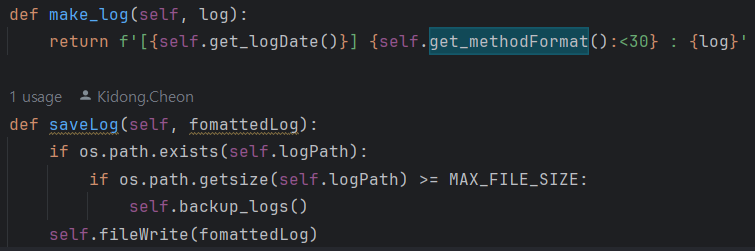 def make_log(self, log):
    return f'[{self.get_logDate()}] {self.get_methodFormat():<30} : {log}'
1 usage Kidong.Cheon
def saveLog(self, fomattedLog):
    if os.path.exists(self.logPath):
        if os.path.getsize(self.logPath) >= MAX_FILE_SIZE:
            self.backup_logs()
    self.fileWrite(fomattedLog)